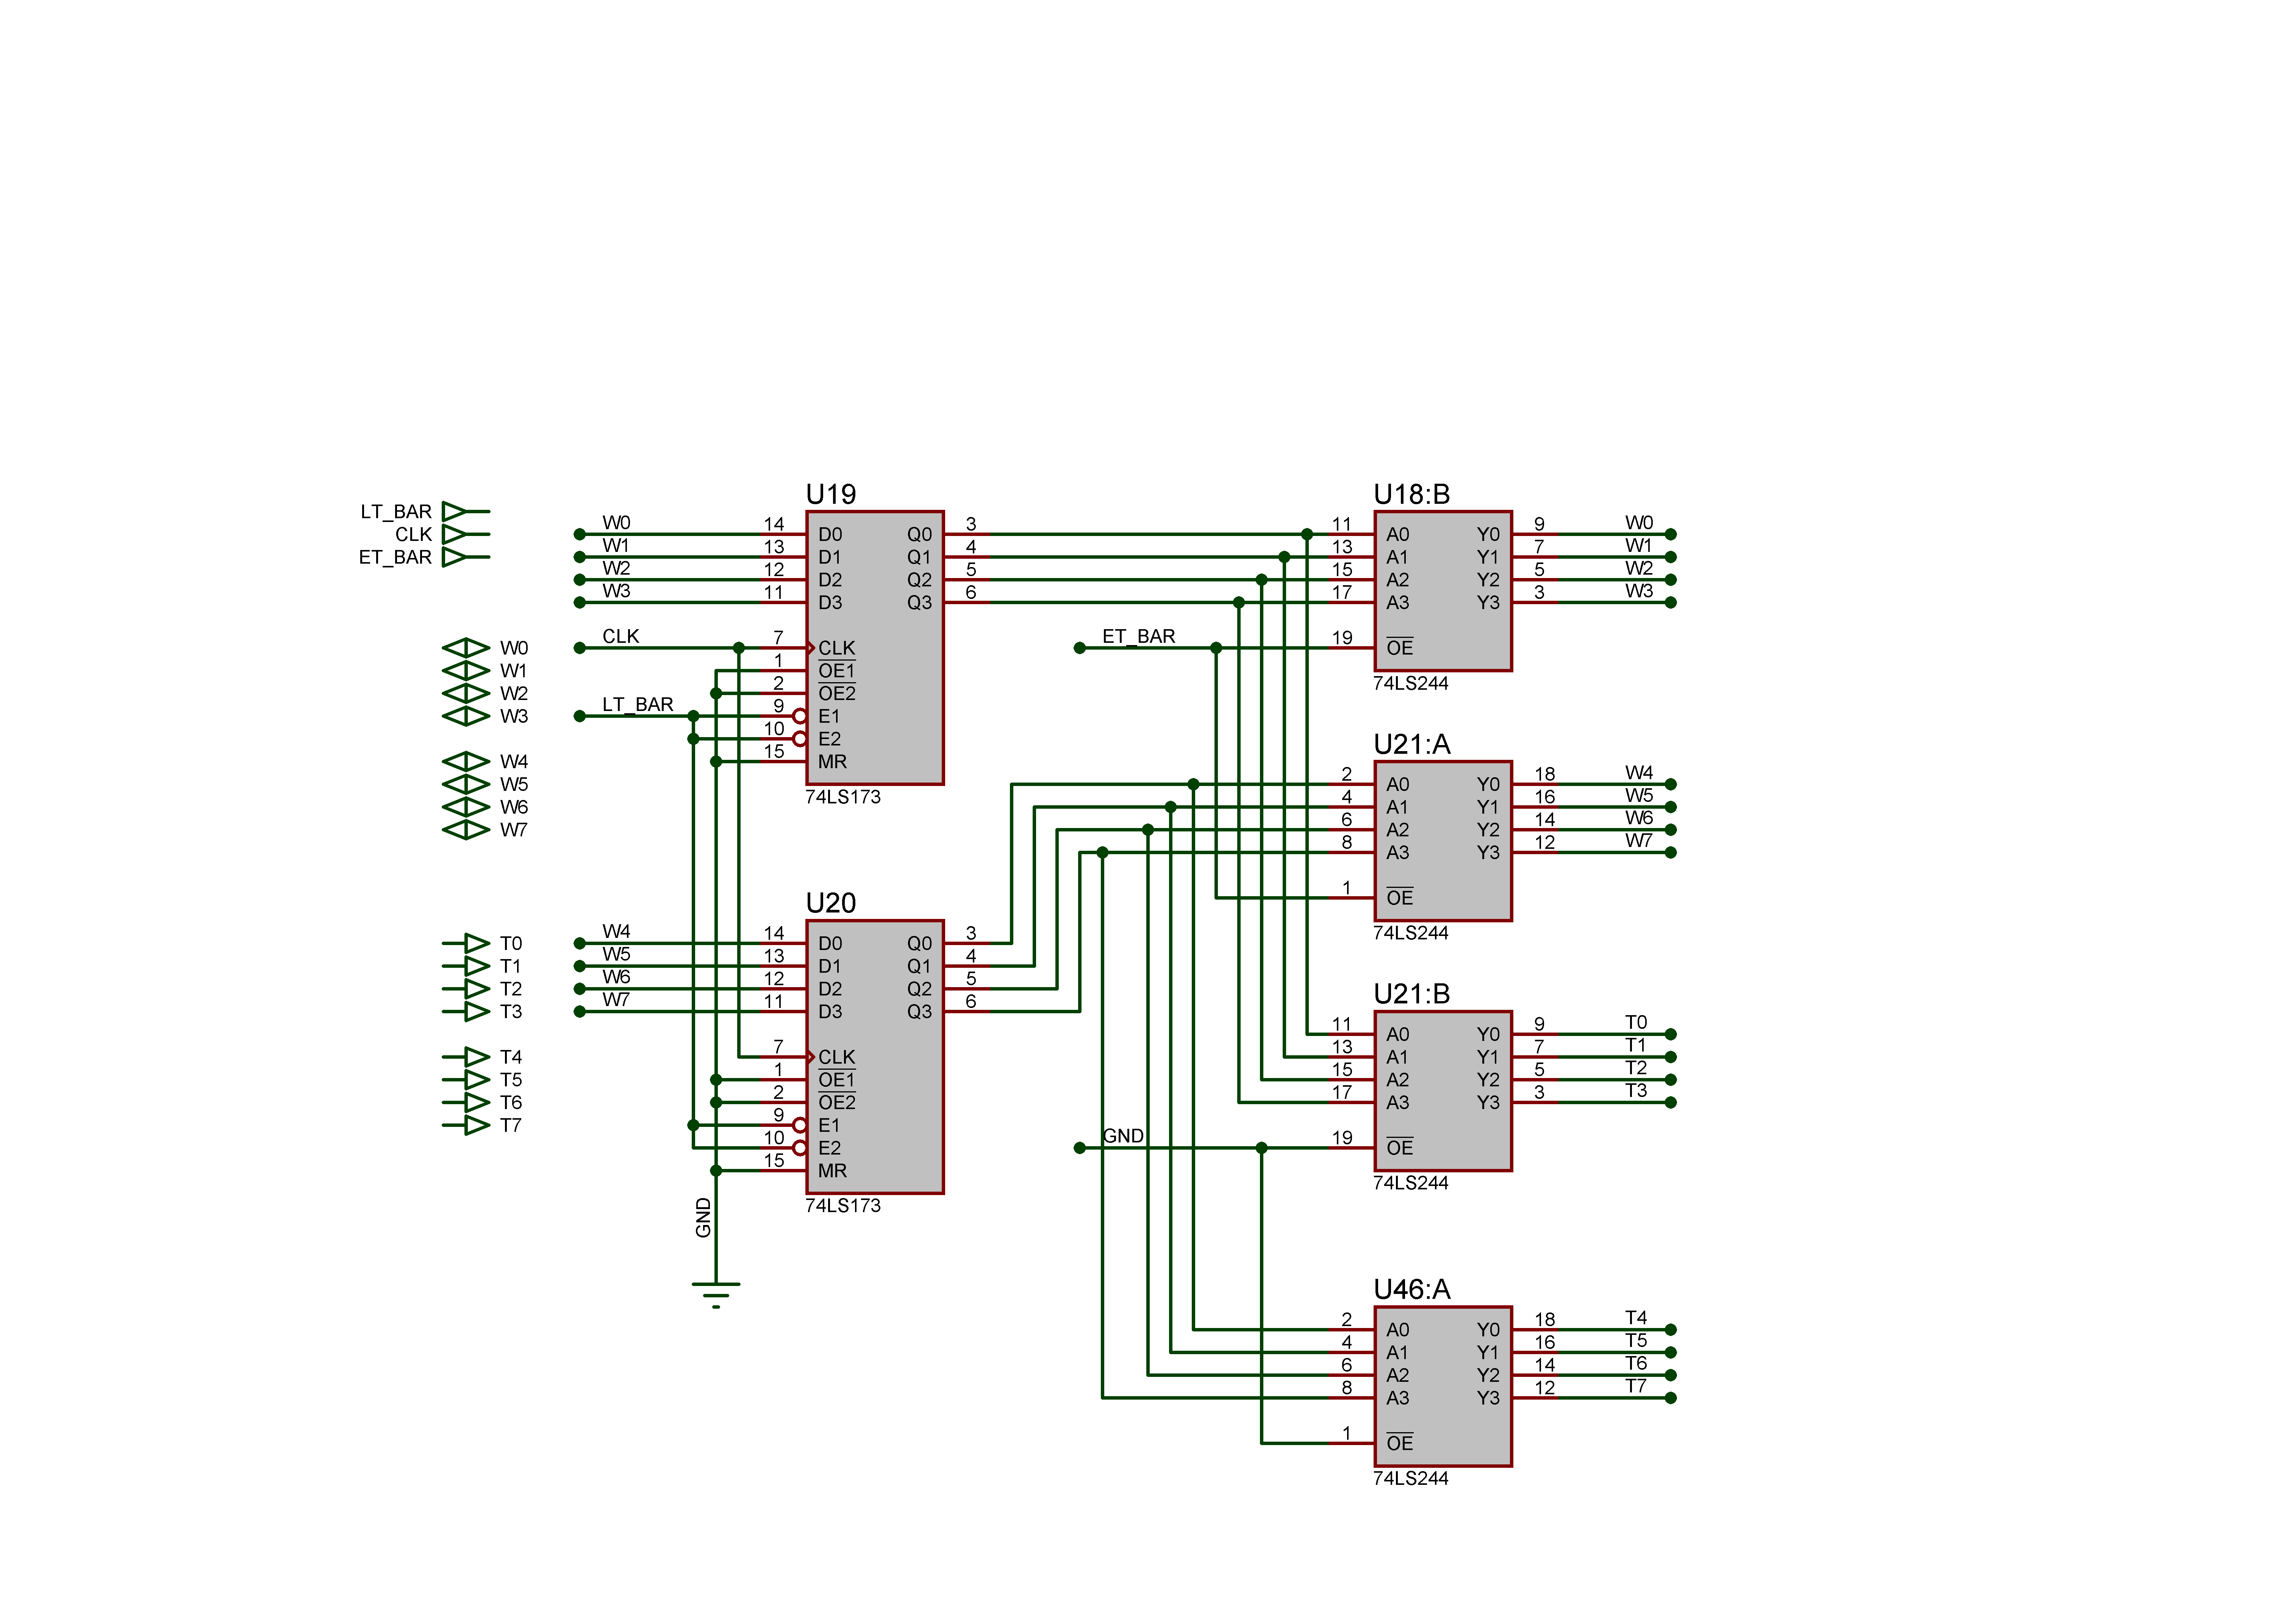 LT_BAR
CLK
ET_BAR
W0
W1
W2
W3
W4
W5
W6
W7
T0
T1
T2
T3
T4
T5
T6
T7
U19
W0 14 D0 Q0 3
W1 13 D1 Q1 4
W2 12 D2 Q2 5
W3 11 D3 Q3 6
CLK 7 CLK
1 OE1
2 OE2
LT_BAR 9 E1
10 E2
15 MR
74LS173
U20
W4 14 D0 Q0 3
W5 13 D1 Q1 4
W6 12 D2 Q2 5
W7 11 D3 Q3 6
7 CLK
1 OE1
2 OE2
9 E1
10 E2
15 MR
74LS173
GND
U18:B
11 A0 Y0 9 W0
13 A1 Y1 7 W1
15 A2 Y2 5 W2
17 A3 Y3 3 W3
ET_BAR 19 OE
74LS244
U21:A
2 A0 Y0 18 W4
4 A1 Y1 16 W5
6 A2 Y2 14 W6
8 A3 Y3 12 W7
1 OE
74LS244
U21:B
11 A0 Y0 9 T0
13 A1 Y1 7 T1
15 A2 Y2 5 T2
17 A3 Y3 3 T3
GND 19 OE
74LS244
U46:A
2 A0 Y0 18 T4
4 A1 Y1 16 T5
6 A2 Y2 14 T6
8 A3 Y3 12 T7
1 OE
74LS244